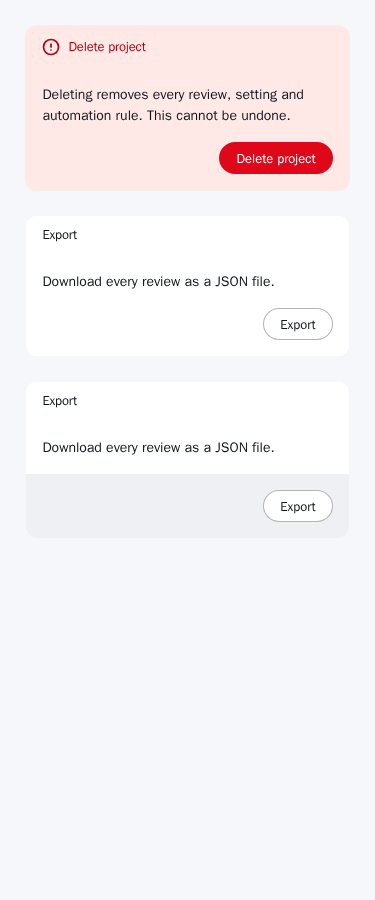 Delete project
Deleting removes every review, setting and
automation rule. This cannot be undone.
Delete project
Export
Download every review as a JSON file.
Export
Export
Download every review as a JSON file.
Export